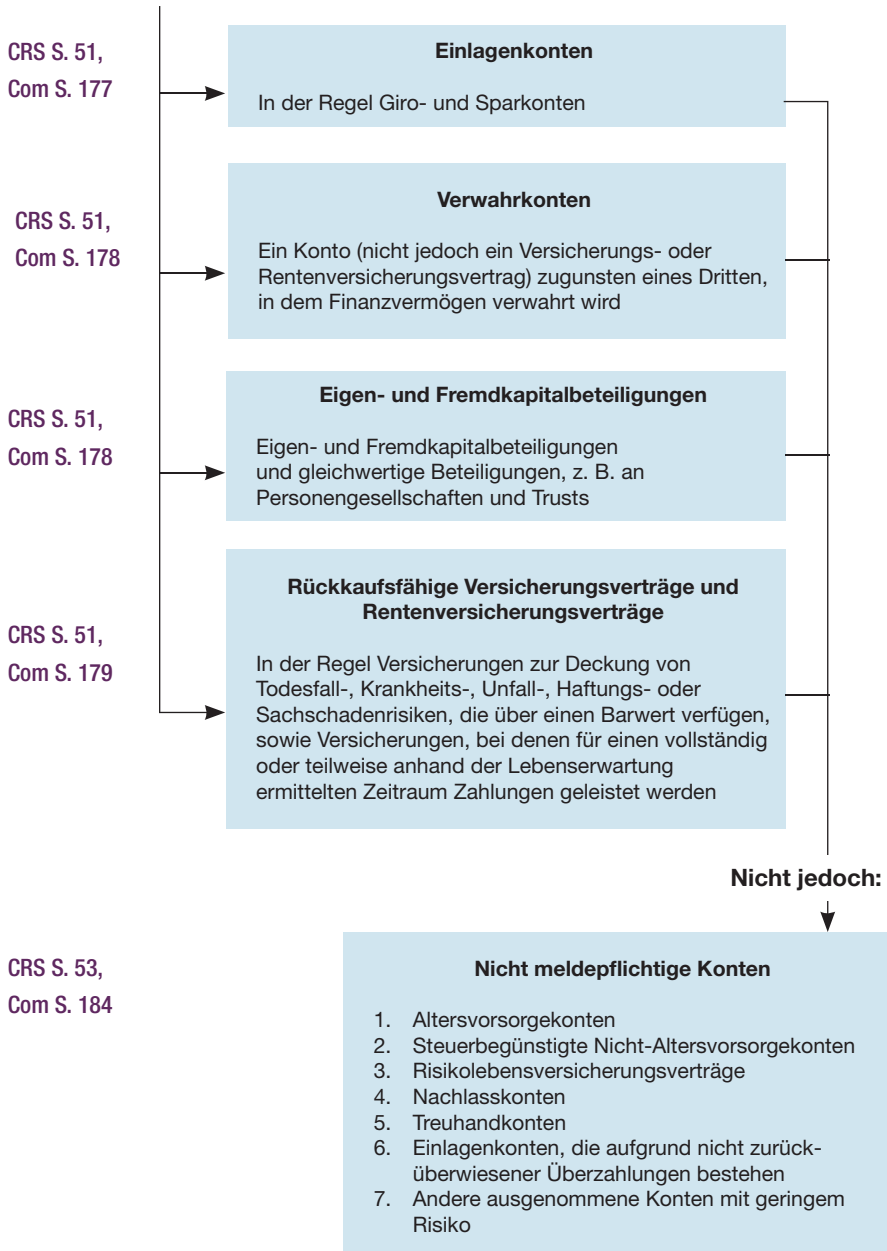 CRS S. 51,
Com S. 177
Einlagenkonten
In der Regel Giro- und Sparkonten
CRS S. 51,
Com S. 178
Verwahrkonten
Ein Konto (nicht jedoch ein Versicherungs- oder
Rentenversicherungsvertrag) zugunsten eines Dritten,
in dem Finanzvermögen verwahrt wird
CRS S. 51,
Com S. 178
Eigen- und Fremdkapitalbeteiligungen
Eigen- und Fremdkapitalbeteiligungen
und gleichwertige Beteiligungen, z. B. an
Personengesellschaften und Trusts
CRS S. 51,
Com S. 179
Rückkaufsfähige Versicherungsverträge und
Rentenversicherungsverträge
In der Regel Versicherungen zur Deckung von
Todesfall-, Krankheits-, Unfall-, Haftungs- oder
Sachschadenrisiken, die über einen Barwert verfügen,
sowie Versicherungen, bei denen für einen vollständig
oder teilweise anhand der Lebenserwartung
ermittelten Zeitraum Zahlungen geleistet werden
Nicht jedoch:
CRS S. 53,
Com S. 184
Nicht meldepflichtige Konten
1. Altersvorsorgekonten
2. Steuerbegünstigte Nicht-Altersvorsorgekonten
3. Risikolebensversicherungsverträge
4. Nachlasskonten
5. Treuhandkonten
6. Einlagenkonten, die aufgrund nicht zurück-
überwiesener Überzahlungen bestehen
7. Andere ausgenommene Konten mit geringem
Risiko